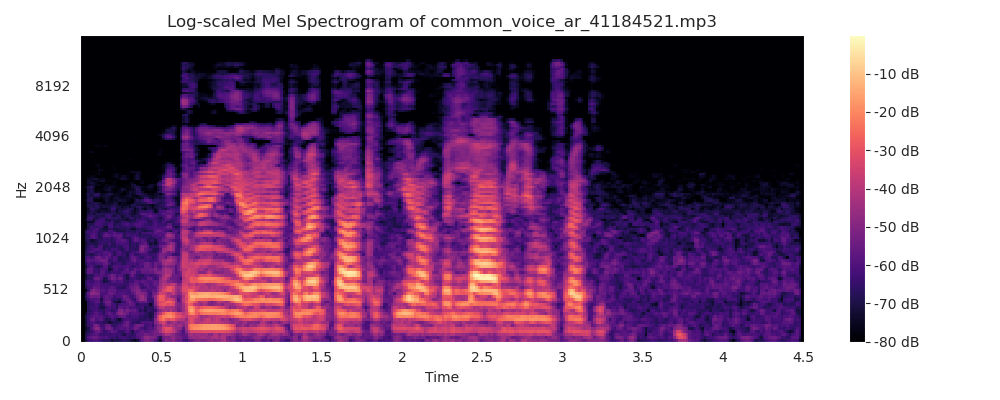 Log-scaled Mel Spectrogram of common_voice_ar_41184521.mp3
8192
4096
2048
1024
512
0
Hz
0 0.5 1 1.5 2 2.5 3 3.5 4 4.5
Time
-10 dB
-20 dB
-30 dB
-40 dB
-50 dB
-60 dB
-70 dB
-80 dB